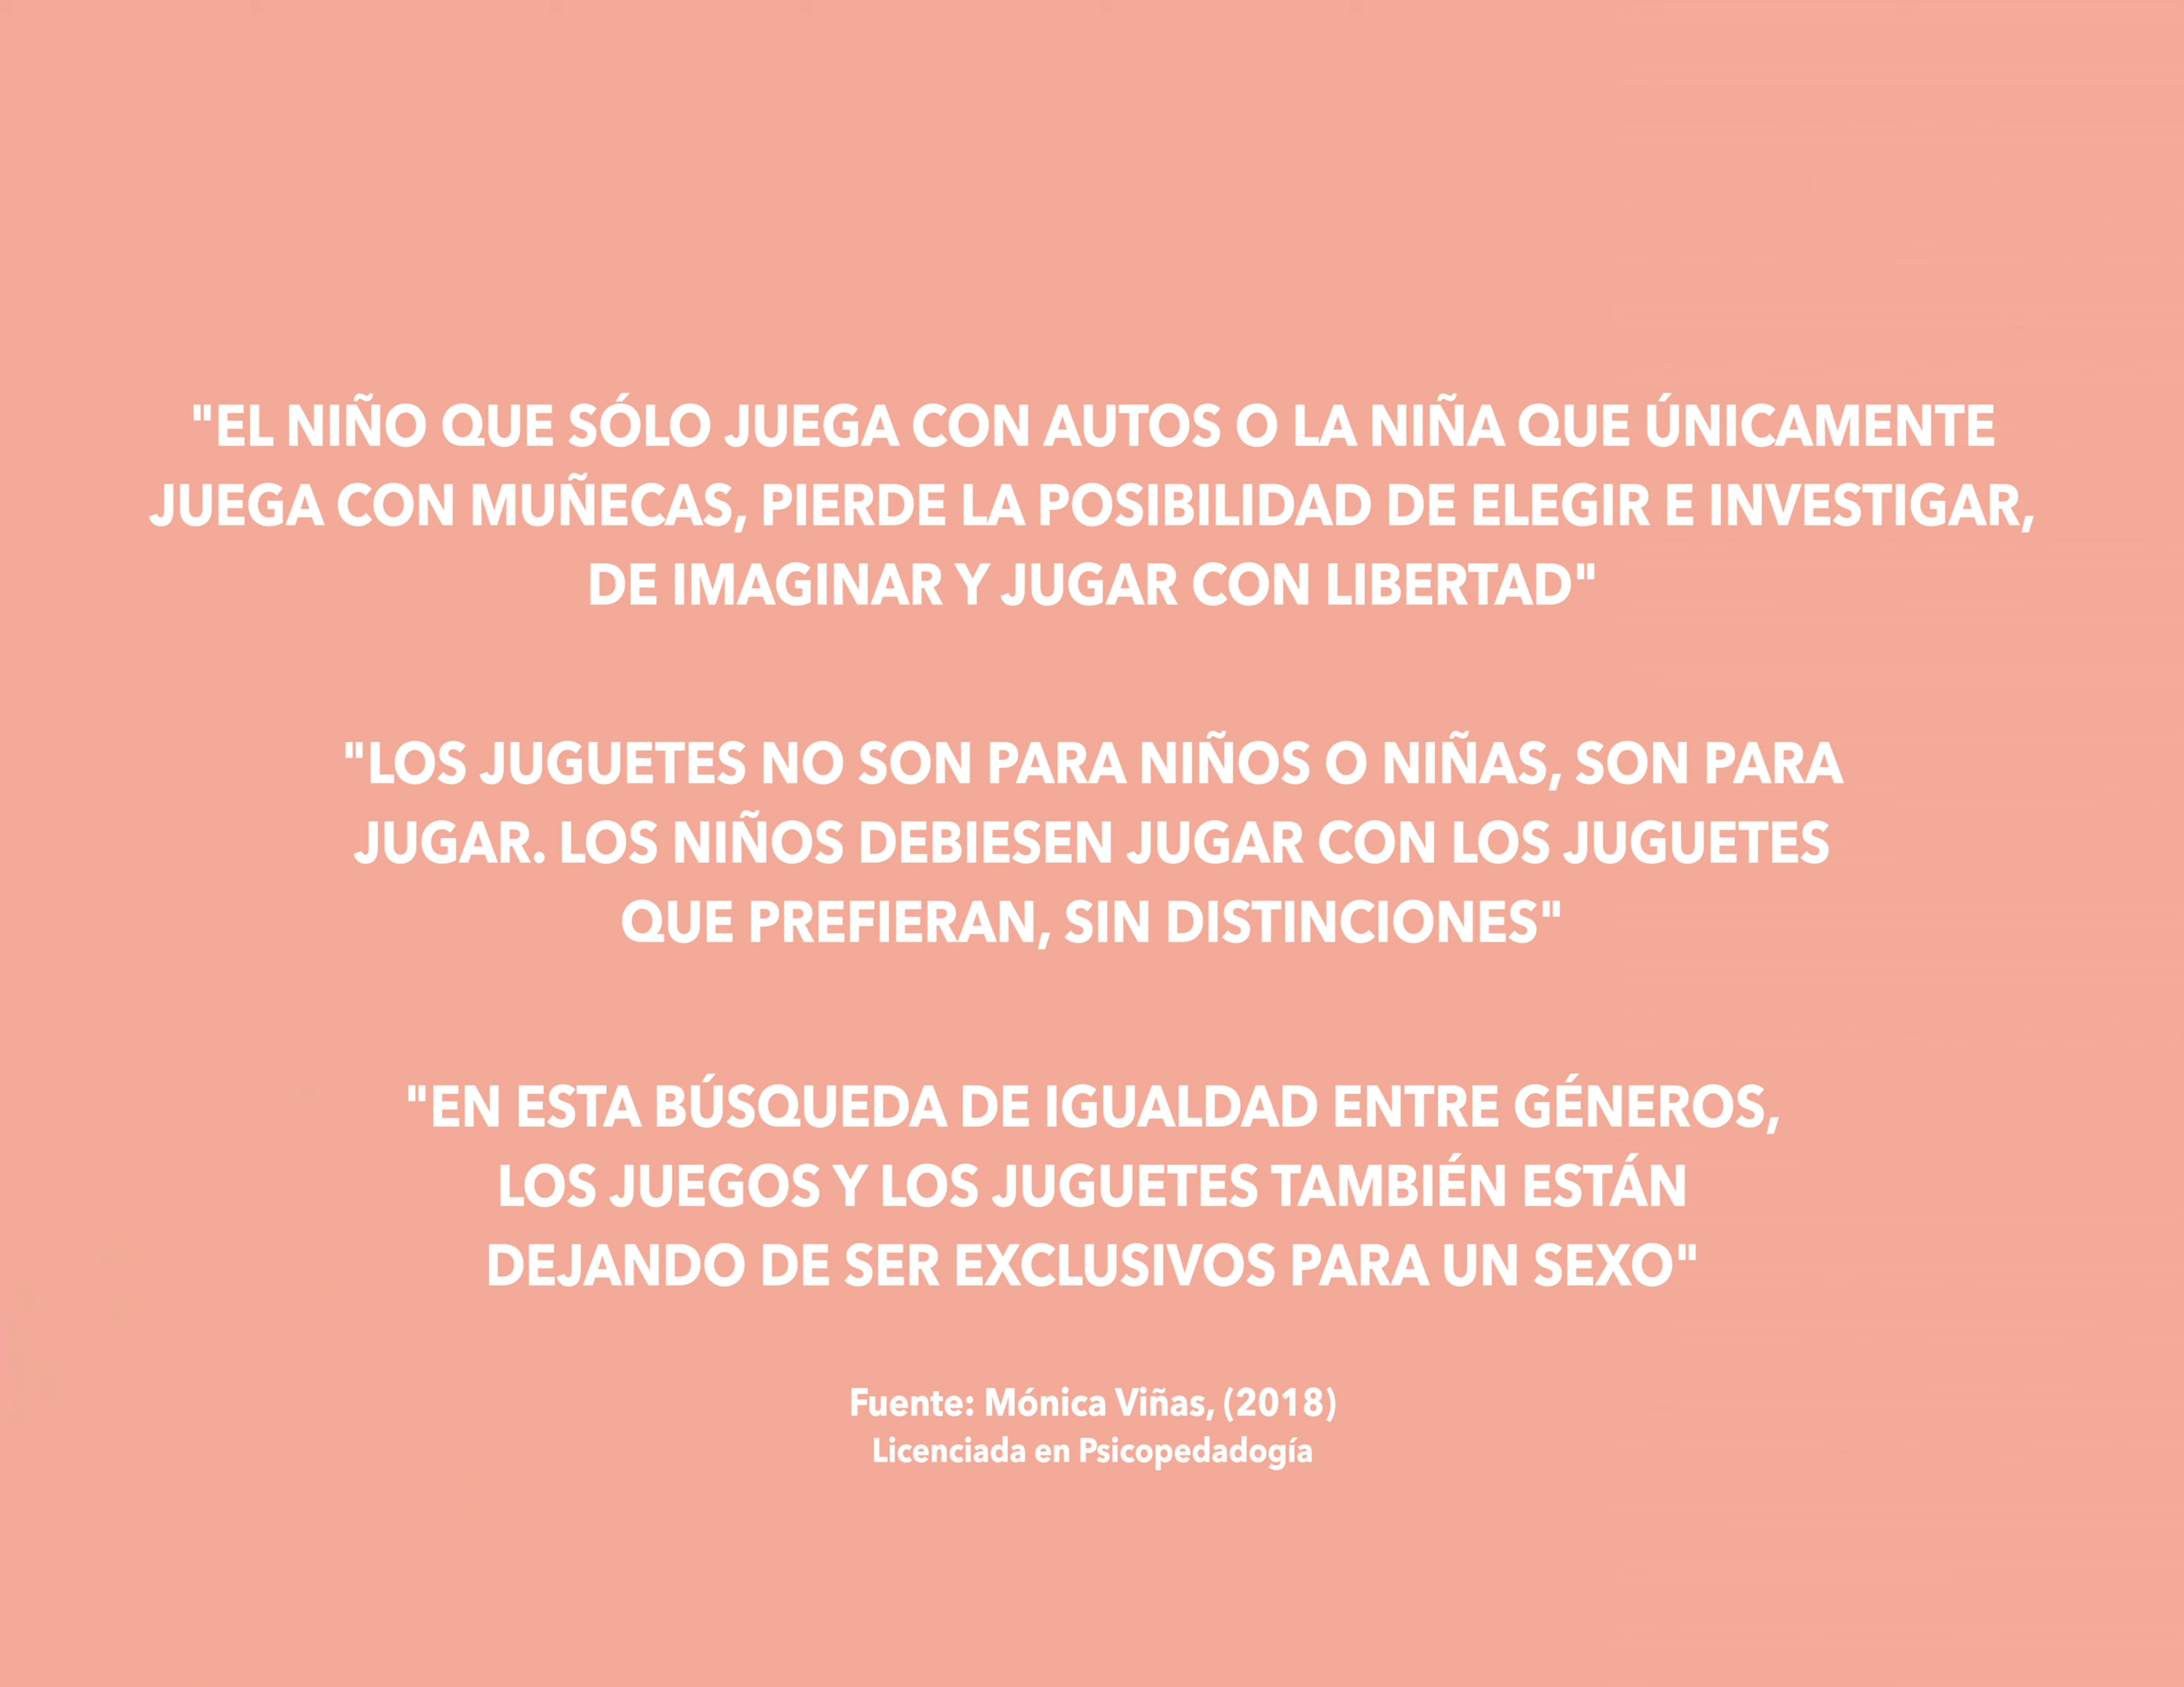 "EL NIÑO QUE SÓLO JUEGA CON AUTOS O LA NIÑA QUE ÚNICAMENTE
JUEGA CON MUÑECAS, PIERDE LA POSIBILIDAD DE ELEGIR E INVESTIGAR,
DE IMAGINAR Y JUGAR CON LIBERTAD"
"LOS JUGUETES NO SON PARA NIÑOS O NIÑAS, SON PARA
JUGAR. LOS NIÑOS DEBIESEN JUGAR CON LOS JUGUETES
QUE PREFIERAN, SIN DISTINCIONES"
"EN ESTA BÚSQUEDA DE IGUALDAD ENTRE GÉNEROS,
LOS JUEGOS Y LOS JUGUETES TAMBIÉN ESTÁN
DEJANDO DE SER EXCLUSIVOS PARA UN SEXO"
Fuente: Mónica Viñas, (2018)
Licenciada en Psicopedadogía